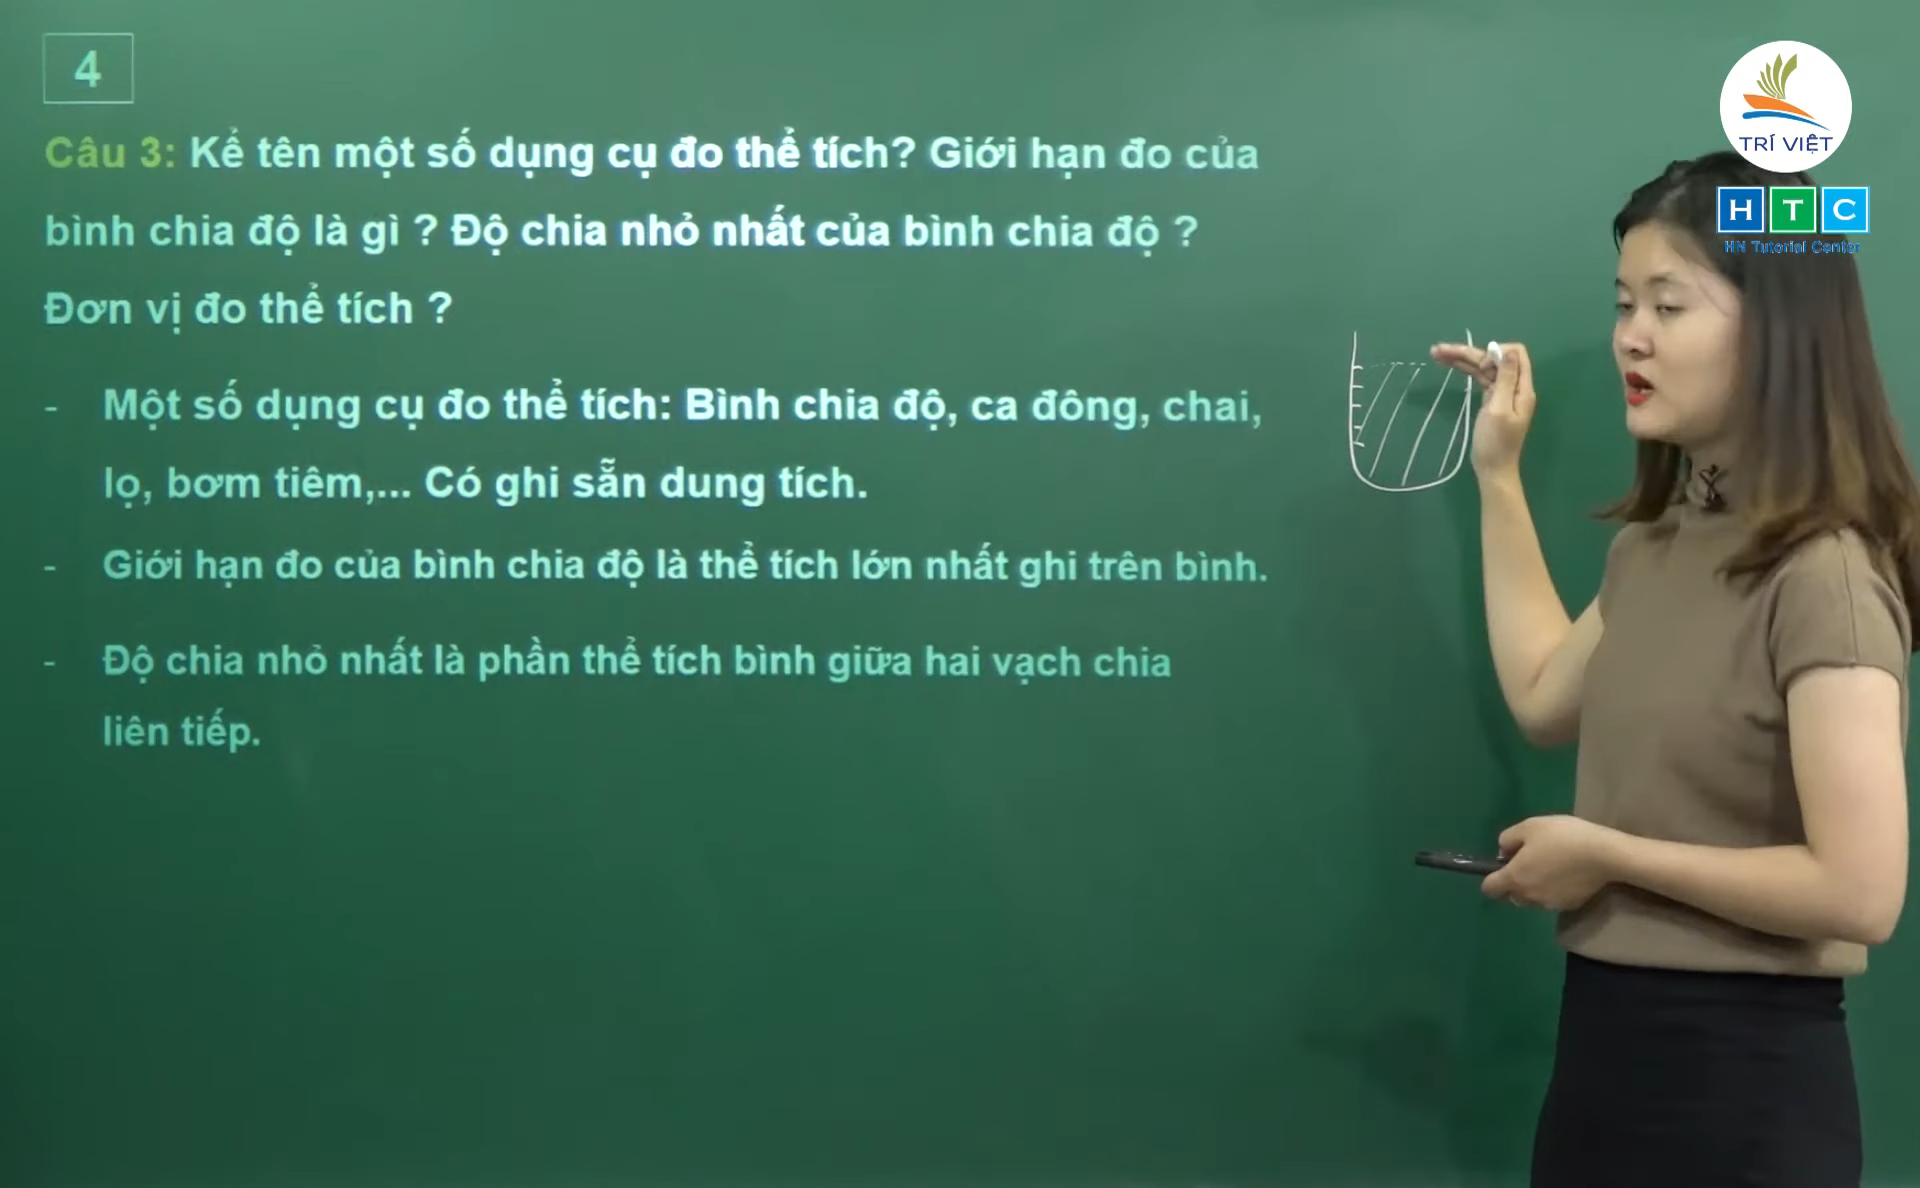 4
TRÍ VIỆT
H T C
HN Tutorial Center
Câu 3: Kể tên một số dụng cụ đo thể tích? Giới hạn đo của
bình chia độ là gì ? Độ chia nhỏ nhất của bình chia độ ?
Đơn vị đo thể tích ?
- Một số dụng cụ đo thể tích: Bình chia độ, ca đông, chai,
lọ, bơm tiêm,... Có ghi sẵn dung tích.
- Giới hạn đo của bình chia độ là thể tích lớn nhất ghi trên bình.
- Độ chia nhỏ nhất là phần thể tích bình giữa hai vạch chia
liên tiếp.